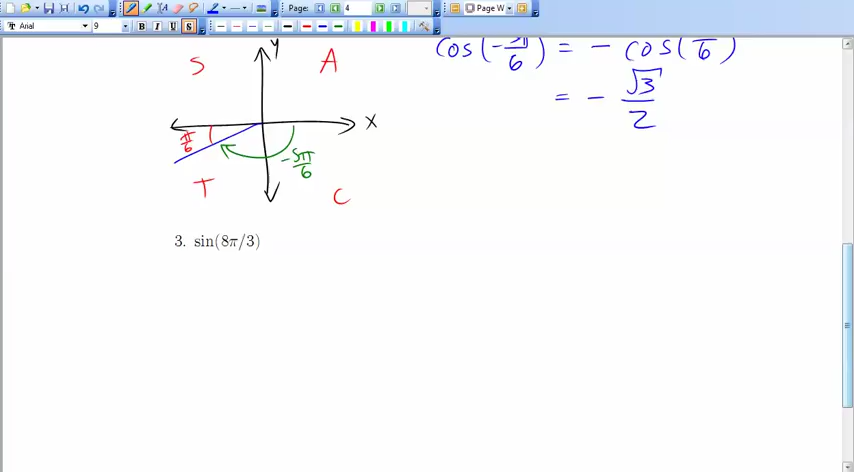 Page: 4 Page W
Arial 9 B I U S
y
S A cos(-5π/6) = - cos(π/6)
= - √3/2
x
π/6
-5π/6
T C
3. sin(8π/3)